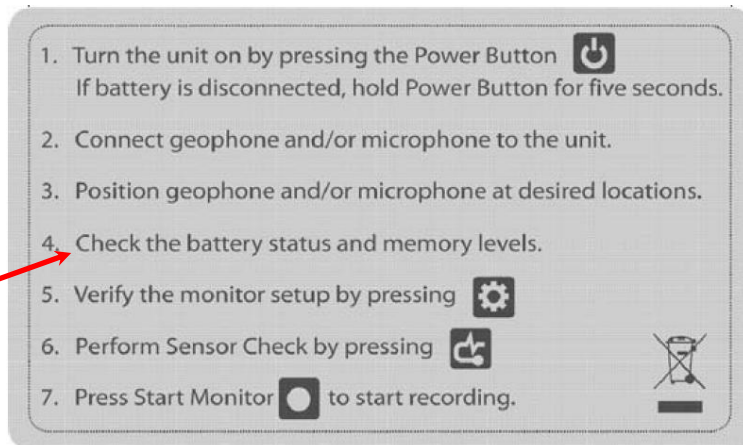 1. Turn the unit on by pressing the Power Button
If battery is disconnected, hold Power Button for five seconds.
2. Connect geophone and/or microphone to the unit.
3. Position geophone and/or microphone at desired locations.
4. Check the battery status and memory levels.
5. Verify the monitor setup by pressing
6. Perform Sensor Check by pressing
7. Press Start Monitor to start recording.